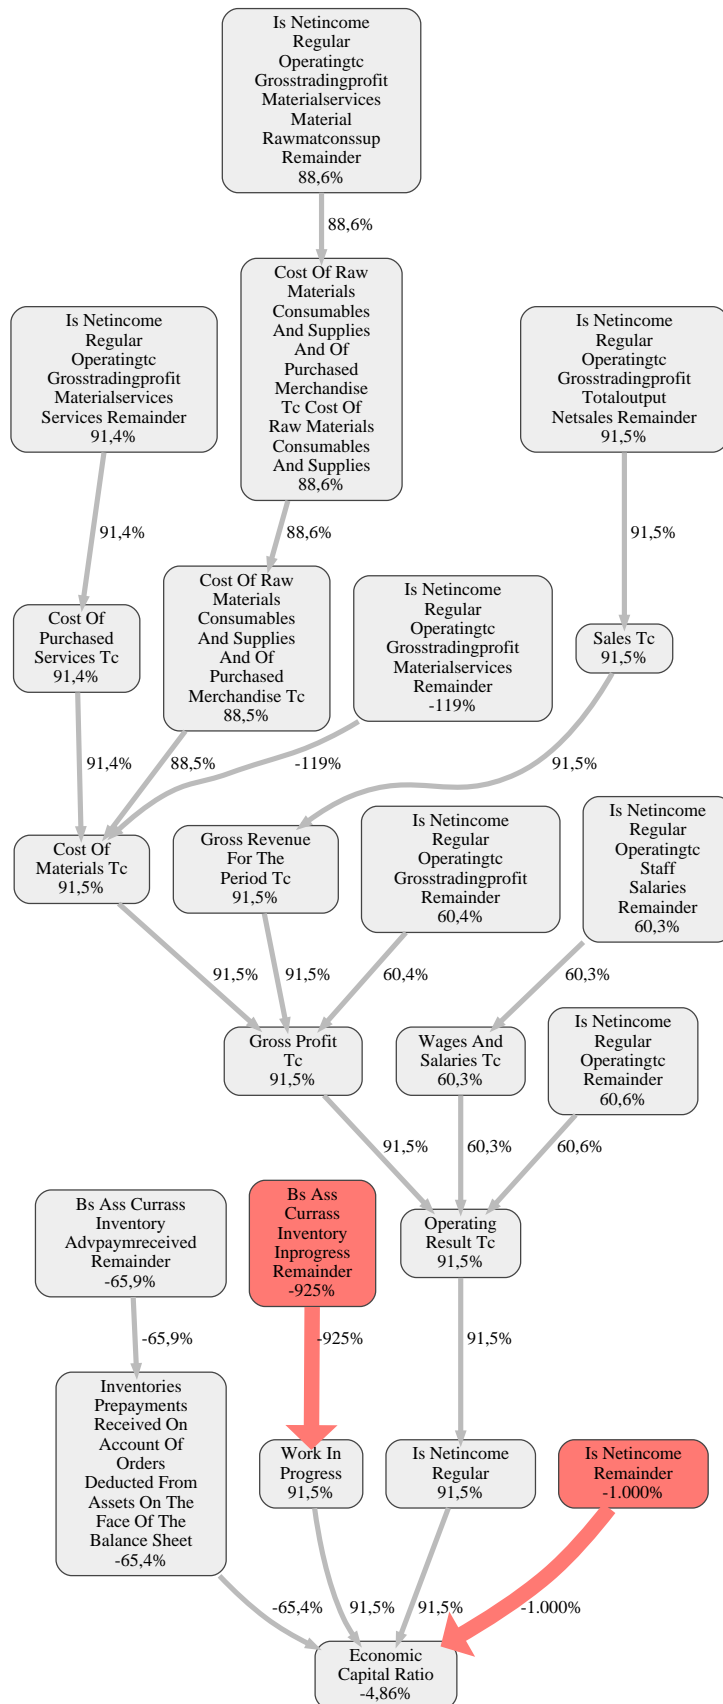 Is Netincome
Regular
Operatingtc
Grosstradingprofit
Materialservices
Material
Rawmatconssup
Remainder
88,6%
88,6%
Cost Of Raw
Materials
Consumables
And Supplies
And Of
Purchased
Merchandise
Tc Cost Of
Raw Materials
Consumables
And Supplies
88,6%
Is Netincome
Regular
Operatingtc
Grosstradingprofit
Materialservices
Services Remainder
91,4%
Is Netincome
Regular
Operatingtc
Grosstradingprofit
Totaloutput
Netsales Remainder
91,5%
91,4%
88,6%
91,5%
Cost Of
Purchased
Services Tc
91,4%
Cost Of Raw
Materials
Consumables
And Supplies
And Of
Purchased
Merchandise Tc
88,5%
Is Netincome
Regular
Operatingtc
Grosstradingprofit
Materialservices
Remainder
-119%
Sales Tc
91,5%
91,4%
88,5%
-119%
91,5%
Cost Of
Materials Tc
91,5%
Gross Revenue
For The
Period Tc
91,5%
Is Netincome
Regular
Operatingtc
Grosstradingprofit
Remainder
60,4%
Is Netincome
Regular
Operatingtc
Staff
Salaries
Remainder
60,3%
91,5%
91,5%
60,4%
60,3%
Gross Profit
Tc
91,5%
Wages And
Salaries Tc
60,3%
Is Netincome
Regular
Operatingtc
Remainder
60,6%
91,5%
60,3%
60,6%
Bs Ass Currass
Inventory
Advpaymreceived
Remainder
-65,9%
Bs Ass
Currass
Inventory
Inprogress
Remainder
-925%
Operating
Result Tc
91,5%
-65,9%
-925%
91,5%
Inventories
Prepayments
Received On
Account Of
Orders
Deducted From
Assets On The
Face Of The
Balance Sheet
-65,4%
Work In
Progress
91,5%
Is Netincome
Regular
91,5%
Is Netincome
Remainder
-1.000%
-65,4%
91,5%
91,5%
-1.000%
Economic
Capital Ratio
-4,86%